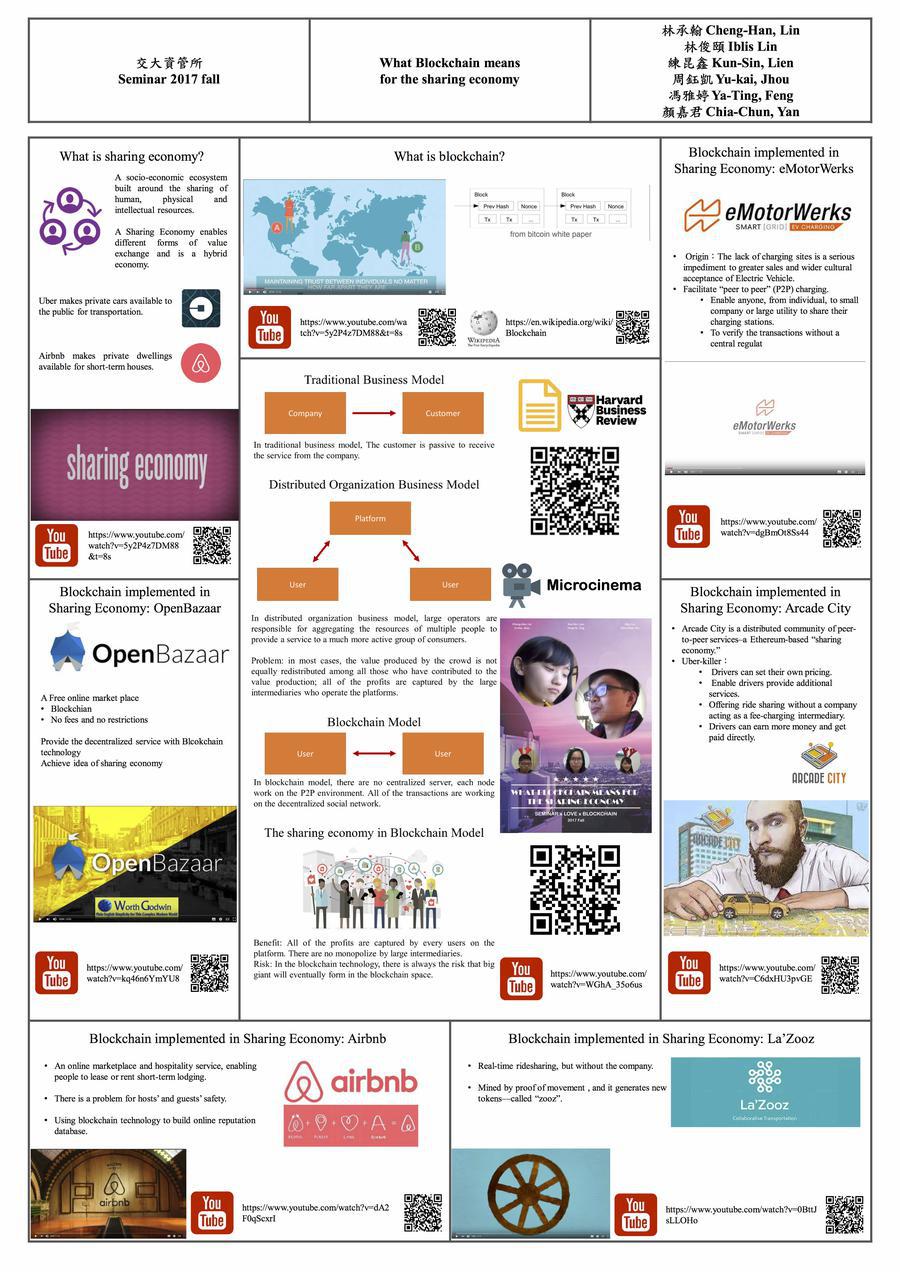 交大資管所
Seminar 2017 fall
What Blockchain means
for the sharing economy
林承翰 Cheng-Han, Lin
林俊頤 Iblis Lin
練昆鑫 Kun-Sin, Lien
周鈺凱 Yu-kai, Jhou
馮雅婷 Ya-Ting, Feng
顏嘉君 Chia-Chun, Yan
What is sharing economy?
A socio-economic ecosystem
built around the sharing of
human, physical and
intellectual resources.
A Sharing Economy enables
different forms of value
exchange and is a hybrid
economy.
Uber makes private cars available to
the public for transportation.
Airbnb makes private dwellings
available for short-term houses.
sharing economy
You
Tube
https://www.youtube.com/
watch?v=5y2P4z7DM88
&t=8s
What is blockchain?
A
B
MAINTAINING TRUST BETWEEN INDIVIDUALS NO MATTER
HOW FAR APART THEY ARE
Block
Prev Hash
Nonce
Tx
Tx
...
Block
Prev Hash
Nonce
Tx
Tx
...
from bitcoin white paper
You
Tube
https://www.youtube.com/wa
tch?v=5y2P4z7DM88&t=8s
WIKIPEDIA
The Free Encyclopedia
https://en.wikipedia.org/wiki/
Blockchain
Blockchain implemented in
Sharing Economy: eMotorWerks
eMotorWerks
SMART [GRID] EV CHARGING
• Origin：The lack of charging sites is a serious
impediment to greater sales and wider cultural
acceptance of Electric Vehicle.
• Facilitate “peer to peer” (P2P) charging.
• Enable anyone, from individual, to small
company or large utility to share their
charging stations.
• To verify the transactions without a
central regulat
eMotorWerks
You
Tube
https://www.youtube.com/
watch?v=dgBmOt8Ss44
Traditional Business Model
Company
Customer
In traditional business model, The customer is passive to receive
the service from the company.
Distributed Organization Business Model
Platform
User
User
In distributed organization business model, large operators are
responsible for aggregating the resources of multiple people to
provide a service to a much more active group of consumers.
Problem: in most cases, the value produced by the crowd is not
equally redistributed among all those who have contributed to the
value production; all of the profits are captured by the large
intermediaries who operate the platforms.
Blockchain Model
User
User
In blockchain model, there are no centralized server, each node
work on the P2P environment. All of the transactions are working
on the decentralized social network.
The sharing economy in Blockchain Model
Benefit: All of the profits are captured by every users on the
platform. There are no monopolize by large intermediaries.
Risk: In the blockchain technology, there is always the risk that big
giant will eventually form in the blockchain space.
Harvard
Business
Review
Microcinema
WHAT BLOCKCHAIN MEANS FOR
THE SHARING ECONOMY
SEMINAR x LOVE x BLOCKCHAIN
2017 Fall
You
Tube
https://www.youtube.com/
watch?v=WGhA_35o6us
Blockchain implemented in
Sharing Economy: OpenBazaar
OpenBazaar
A Free online market place
• Blockchian
• No fees and no restrictions
Provide the decentralized service with Blcokchain
technology
Achieve idea of sharing economy
OpenBazaar
WORTH GODWIN
You
Tube
https://www.youtube.com/
watch?v=kq46n6YmYU8
Blockchain implemented in
Sharing Economy: Arcade City
• Arcade City is a distributed community of peer-
to-peer services–a Ethereum-based “sharing
economy.”
• Uber-killer：
• Drivers can set their own pricing.
• Enable drivers provide additional
services.
• Offering ride sharing without a company
acting as a fee-charging intermediary.
• Drivers can earn more money and get
paid directly.
ARCADE CITY
ARCADE CITY
You
Tube
https://www.youtube.com/
watch?v=C6dxHU3pvGE
Blockchain implemented in Sharing Economy: Airbnb
• An online marketplace and hospitality service, enabling
people to lease or rent short-term lodging.
• There is a problem for hosts’ and guests’ safety.
• Using blockchain technology to build online reputation
database.
airbnb
airbnb
You
Tube
https://www.youtube.com/watch?v=dA2
F0qScxrI
Blockchain implemented in Sharing Economy: La’Zooz
• Real-time ridesharing, but without the company.
• Mined by proof of movement , and it generates new
tokens—called “zooz”.
La’Zooz
Collaborative Transportation
You
Tube
https://www.youtube.com/watch?v=0BttJ
sLLOHo